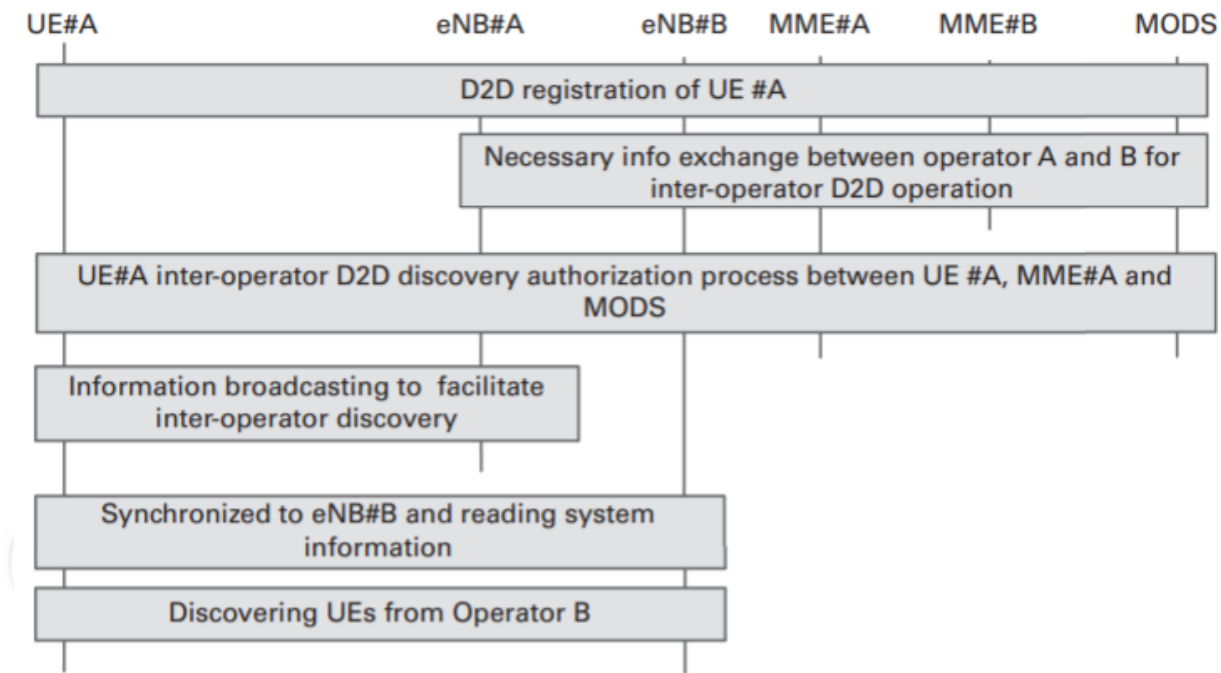 UE#A eNB#A eNB#B MME#A MME#B MODS
D2D registration of UE #A
Necessary info exchange between operator A and B for
inter-operator D2D operation
UE#A inter-operator D2D discovery authorization process between UE #A, MME#A and
MODS
Information broadcasting to facilitate
inter-operator discovery
Synchronized to eNB#B and reading system
information
Discovering UEs from Operator B